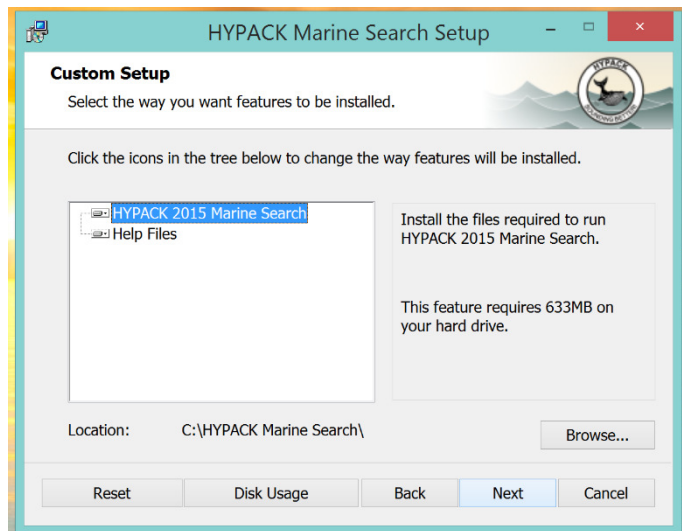 HYPACK Marine Search Setup
Custom Setup
Select the way you want features to be installed.
HYPACK
SOUNDING BETTER!
Click the icons in the tree below to change the way features will be installed.
HYPACK 2015 Marine Search
Help Files
Install the files required to run
HYPACK 2015 Marine Search.
This feature requires 633MB on
your hard drive.
Location: C:\HYPACK Marine Search\
Browse...
Reset Disk Usage Back Next Cancel